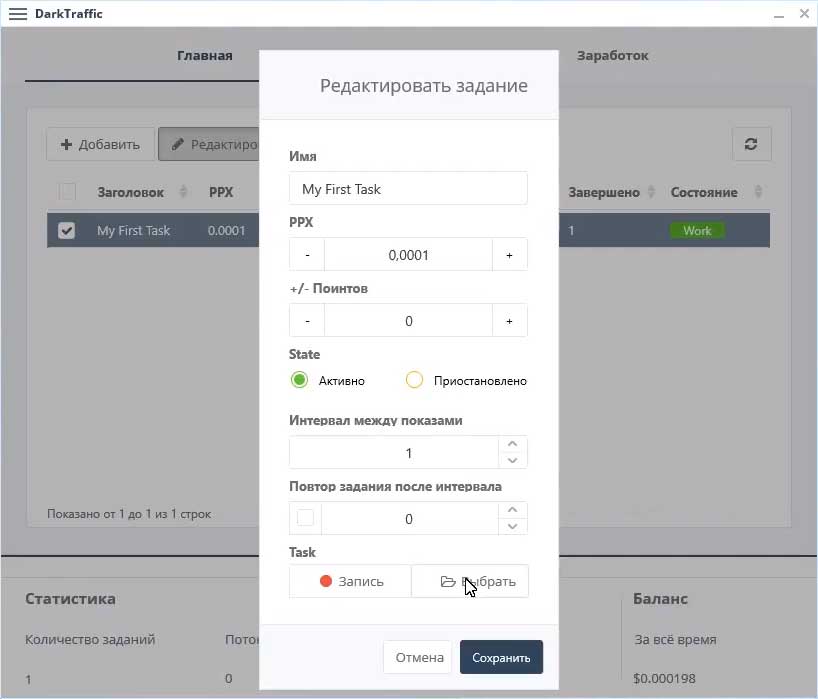 DarkTraffic
Главная
Заработок
Редактировать задание
Добавить
Заголовок
PPX
Завершено
Состояние
My First Task
0.0001
1
Work
Имя
My First Task
PPX
-
0,0001
+
+/- Поинтов
-
0
+
State
Активно
Приостановлено
Интервал между показами
1
Повтор задания после интервала
0
Task
Запись
Показано от 1 до 1 из 1 строк
Отмена
Сохранить
Статистика
Баланс
Количество заданий
За всё время
1
0
$0.000198